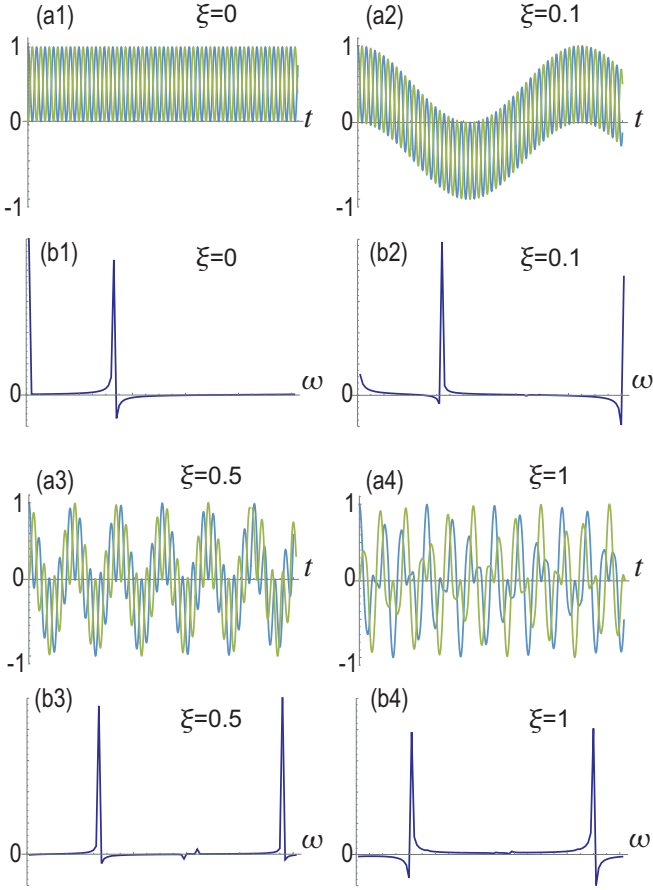 (a1) ξ=0
1
0
-1
t
(a2) ξ=0.1
1
0
-1
t
(b1) ξ=0
0
ω
(b2) ξ=0.1
0
ω
(a3) ξ=0.5
1
0
-1
t
(a4) ξ=1
1
0
-1
t
(b3) ξ=0.5
0
ω
(b4) ξ=1
0
ω